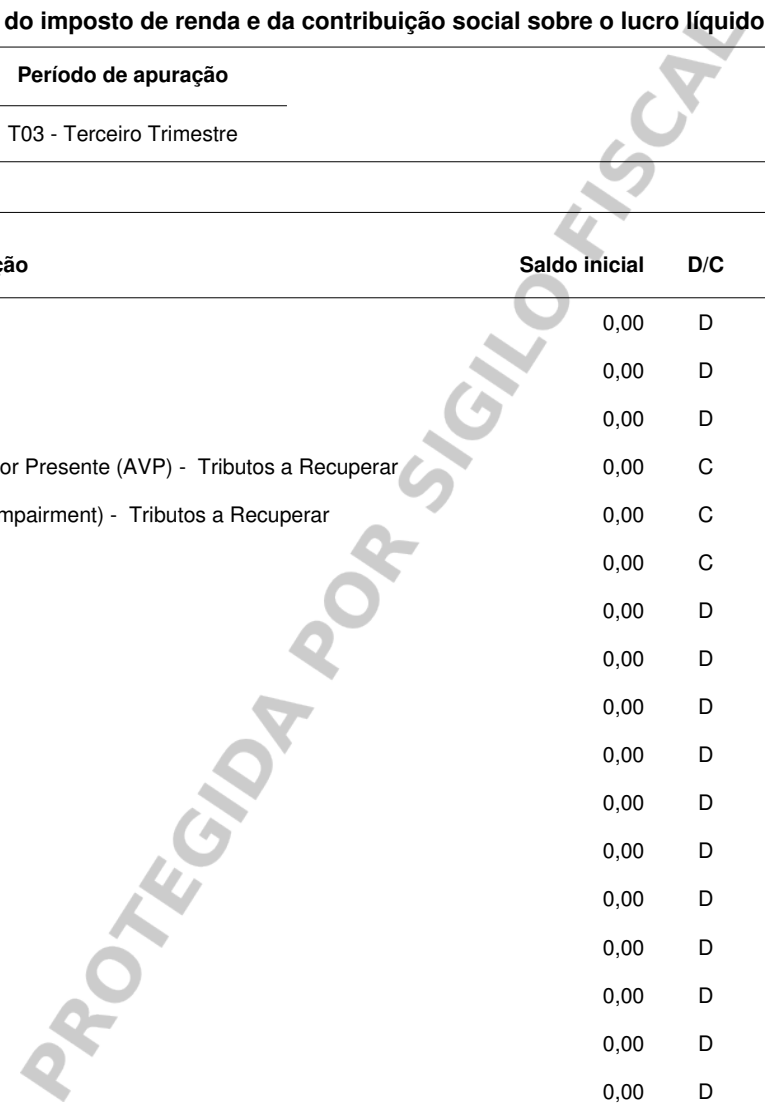 do imposto de renda e da contribuição social sobre o lucro líquido
Período de apuração
T03 - Terceiro Trimestre
ção Saldo inicial D/C
0,00 D
0,00 D
0,00 D
or Presente (AVP) - Tributos a Recuperar 0,00 C
mpairment) - Tributos a Recuperar 0,00 C
0,00 C
0,00 D
0,00 D
0,00 D
0,00 D
0,00 D
0,00 D
0,00 D
0,00 D
0,00 D
0,00 D
0,00 D
PROTEGIDA POR SIGILO FISCAL